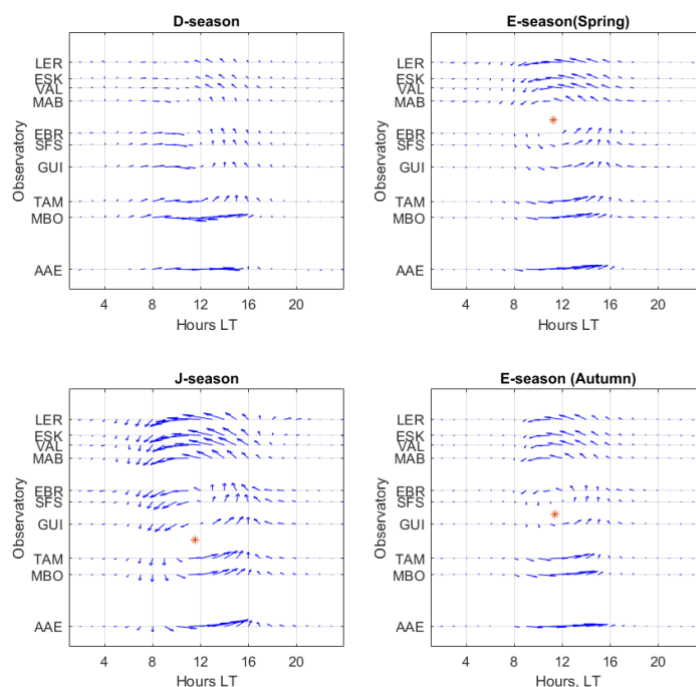 D-season
LER
ESK
VAL
MAB
EBR
SFS
GUI
TAM
MBO
AAE
Observatory
4 8 12 16 20
Hours LT
E-season(Spring)
LER
ESK
VAL
MAB
EBR
SFS
GUI
TAM
MBO
AAE
Observatory
4 8 12 16 20
Hours LT
J-season
LER
ESK
VAL
MAB
EBR
SFS
GUI
TAM
MBO
AAE
Observatory
4 8 12 16 20
Hours LT
E-season (Autumn)
LER
ESK
VAL
MAB
EBR
SFS
GUI
TAM
MBO
AAE
Observatory
4 8 12 16 20
Hours. LT